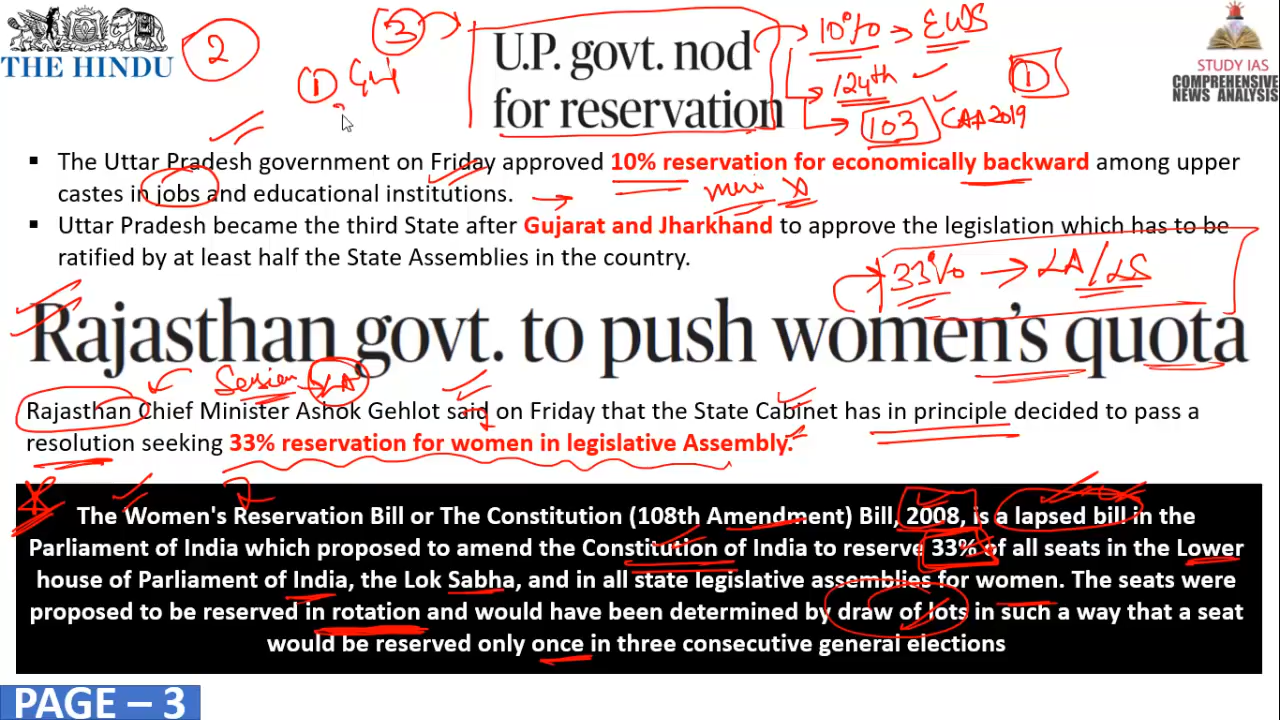 THE HINDU
2
3
① Guj
U.P. govt. nod
for reservation
10% → EWS
124th
103 CAA 2019
1
STUDY IAS
COMPREHENSIVE
NEWS ANALYSIS
▪ The Uttar Pradesh government on Friday approved 10% reservation for economically backward among upper
castes in jobs and educational institutions.
▪ Uttar Pradesh became the third State after Gujarat and Jharkhand to approve the legislation which has to be
ratified by at least half the State Assemblies in the country.
33% → LA/LS
Rajasthan govt. to push women's quota
Session LA
Rajasthan Chief Minister Ashok Gehlot said on Friday that the State Cabinet has in principle decided to pass a
resolution seeking 33% reservation for women in legislative Assembly.
The Women's Reservation Bill or The Constitution (108th Amendment) Bill, 2008, is a lapsed bill in the
Parliament of India which proposed to amend the Constitution of India to reserve 33% of all seats in the Lower
house of Parliament of India, the Lok Sabha, and in all state legislative assemblies for women. The seats were
proposed to be reserved in rotation and would have been determined by draw of lots in such a way that a seat
would be reserved only once in three consecutive general elections
PAGE – 3